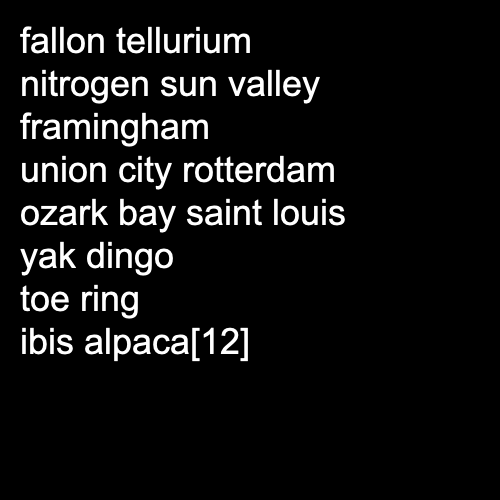 fallon tellurium
nitrogen sun valley
framingham
union city rotterdam
ozark bay saint louis
yak dingo
toe ring
ibis alpaca[12]